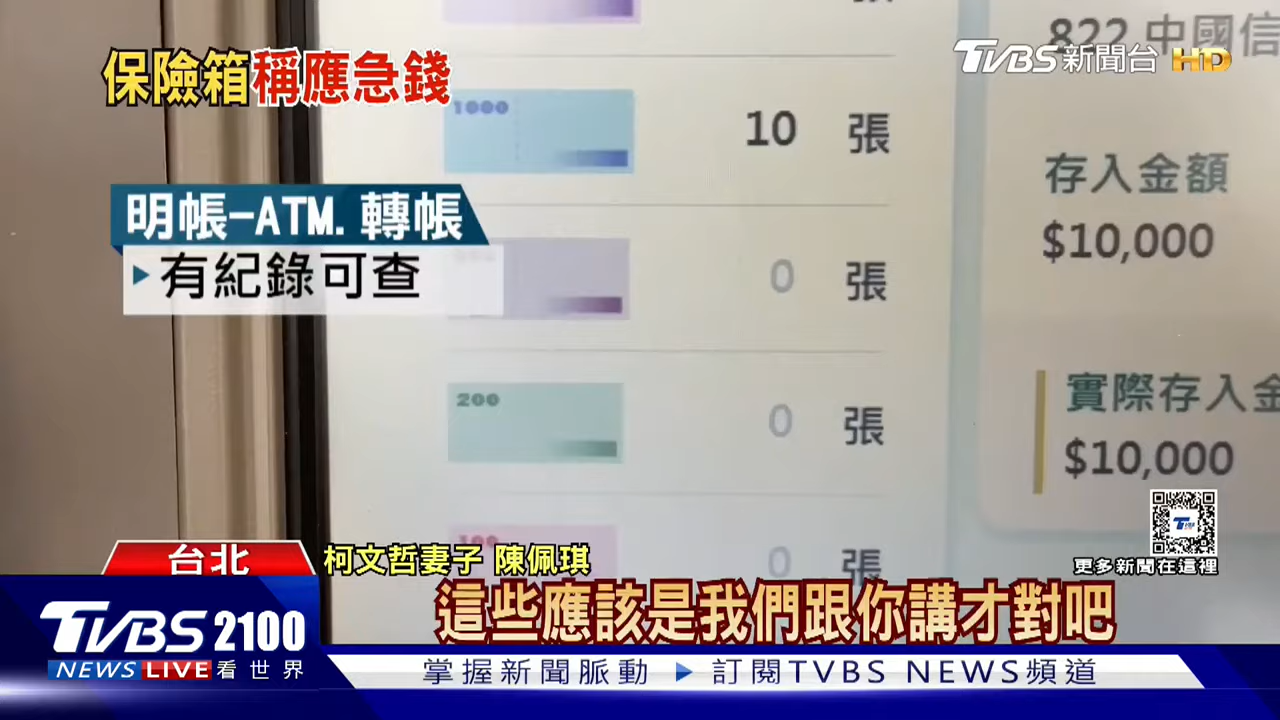 保險箱稱應急錢
TVBS新聞台 HD
822 中國信
1000
10 張
存入金額
$10,000
明帳-ATM.轉帳
有紀錄可查
0 張
實際存入金
200
0 張
$10,000
100
0 張
更多新聞在這裡
台北
柯文哲妻子 陳佩琪
這些應該是我們跟你講才對吧
TVBS 2100
NEWS LIVE 看世界
掌握新聞脈動 ▶ 訂閱TVBS NEWS頻道